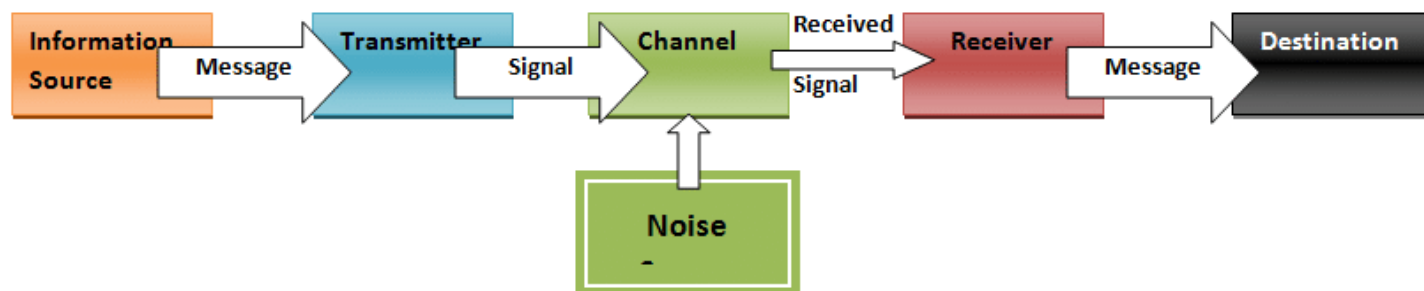 Information
Source
Message
Transmitter
Signal
Channel
Received
Signal
Receiver
Message
Destination
Noise